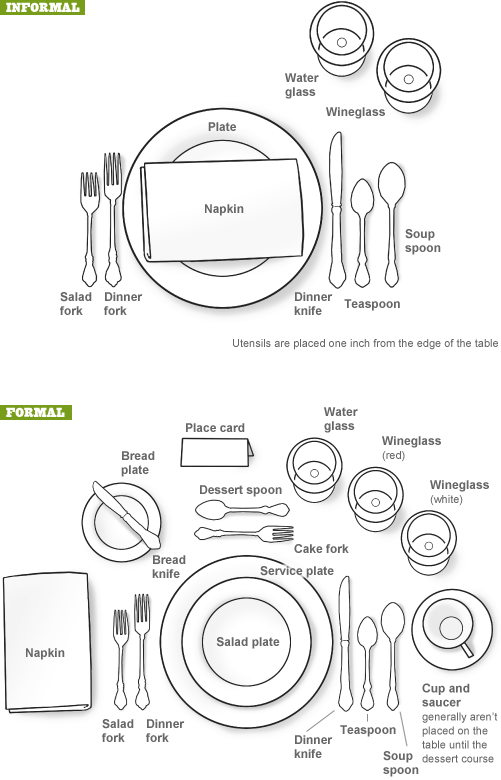 INFORMAL
Water
glass
Wineglass
Plate
Napkin
Soup
spoon
Salad
fork
Dinner
fork
Dinner
knife
Teaspoon
Utensils are placed one inch from the edge of the table
FORMAL
Water
glass
Place card
Wineglass
(red)
Bread
plate
Wineglass
(white)
Dessert spoon
Cake fork
Bread
knife
Service plate
Napkin
Salad plate
Cup and
saucer
generally aren't
placed on the
table until the
dessert course
Salad
fork
Dinner
fork
Dinner
knife
Teaspoon
Soup
spoon